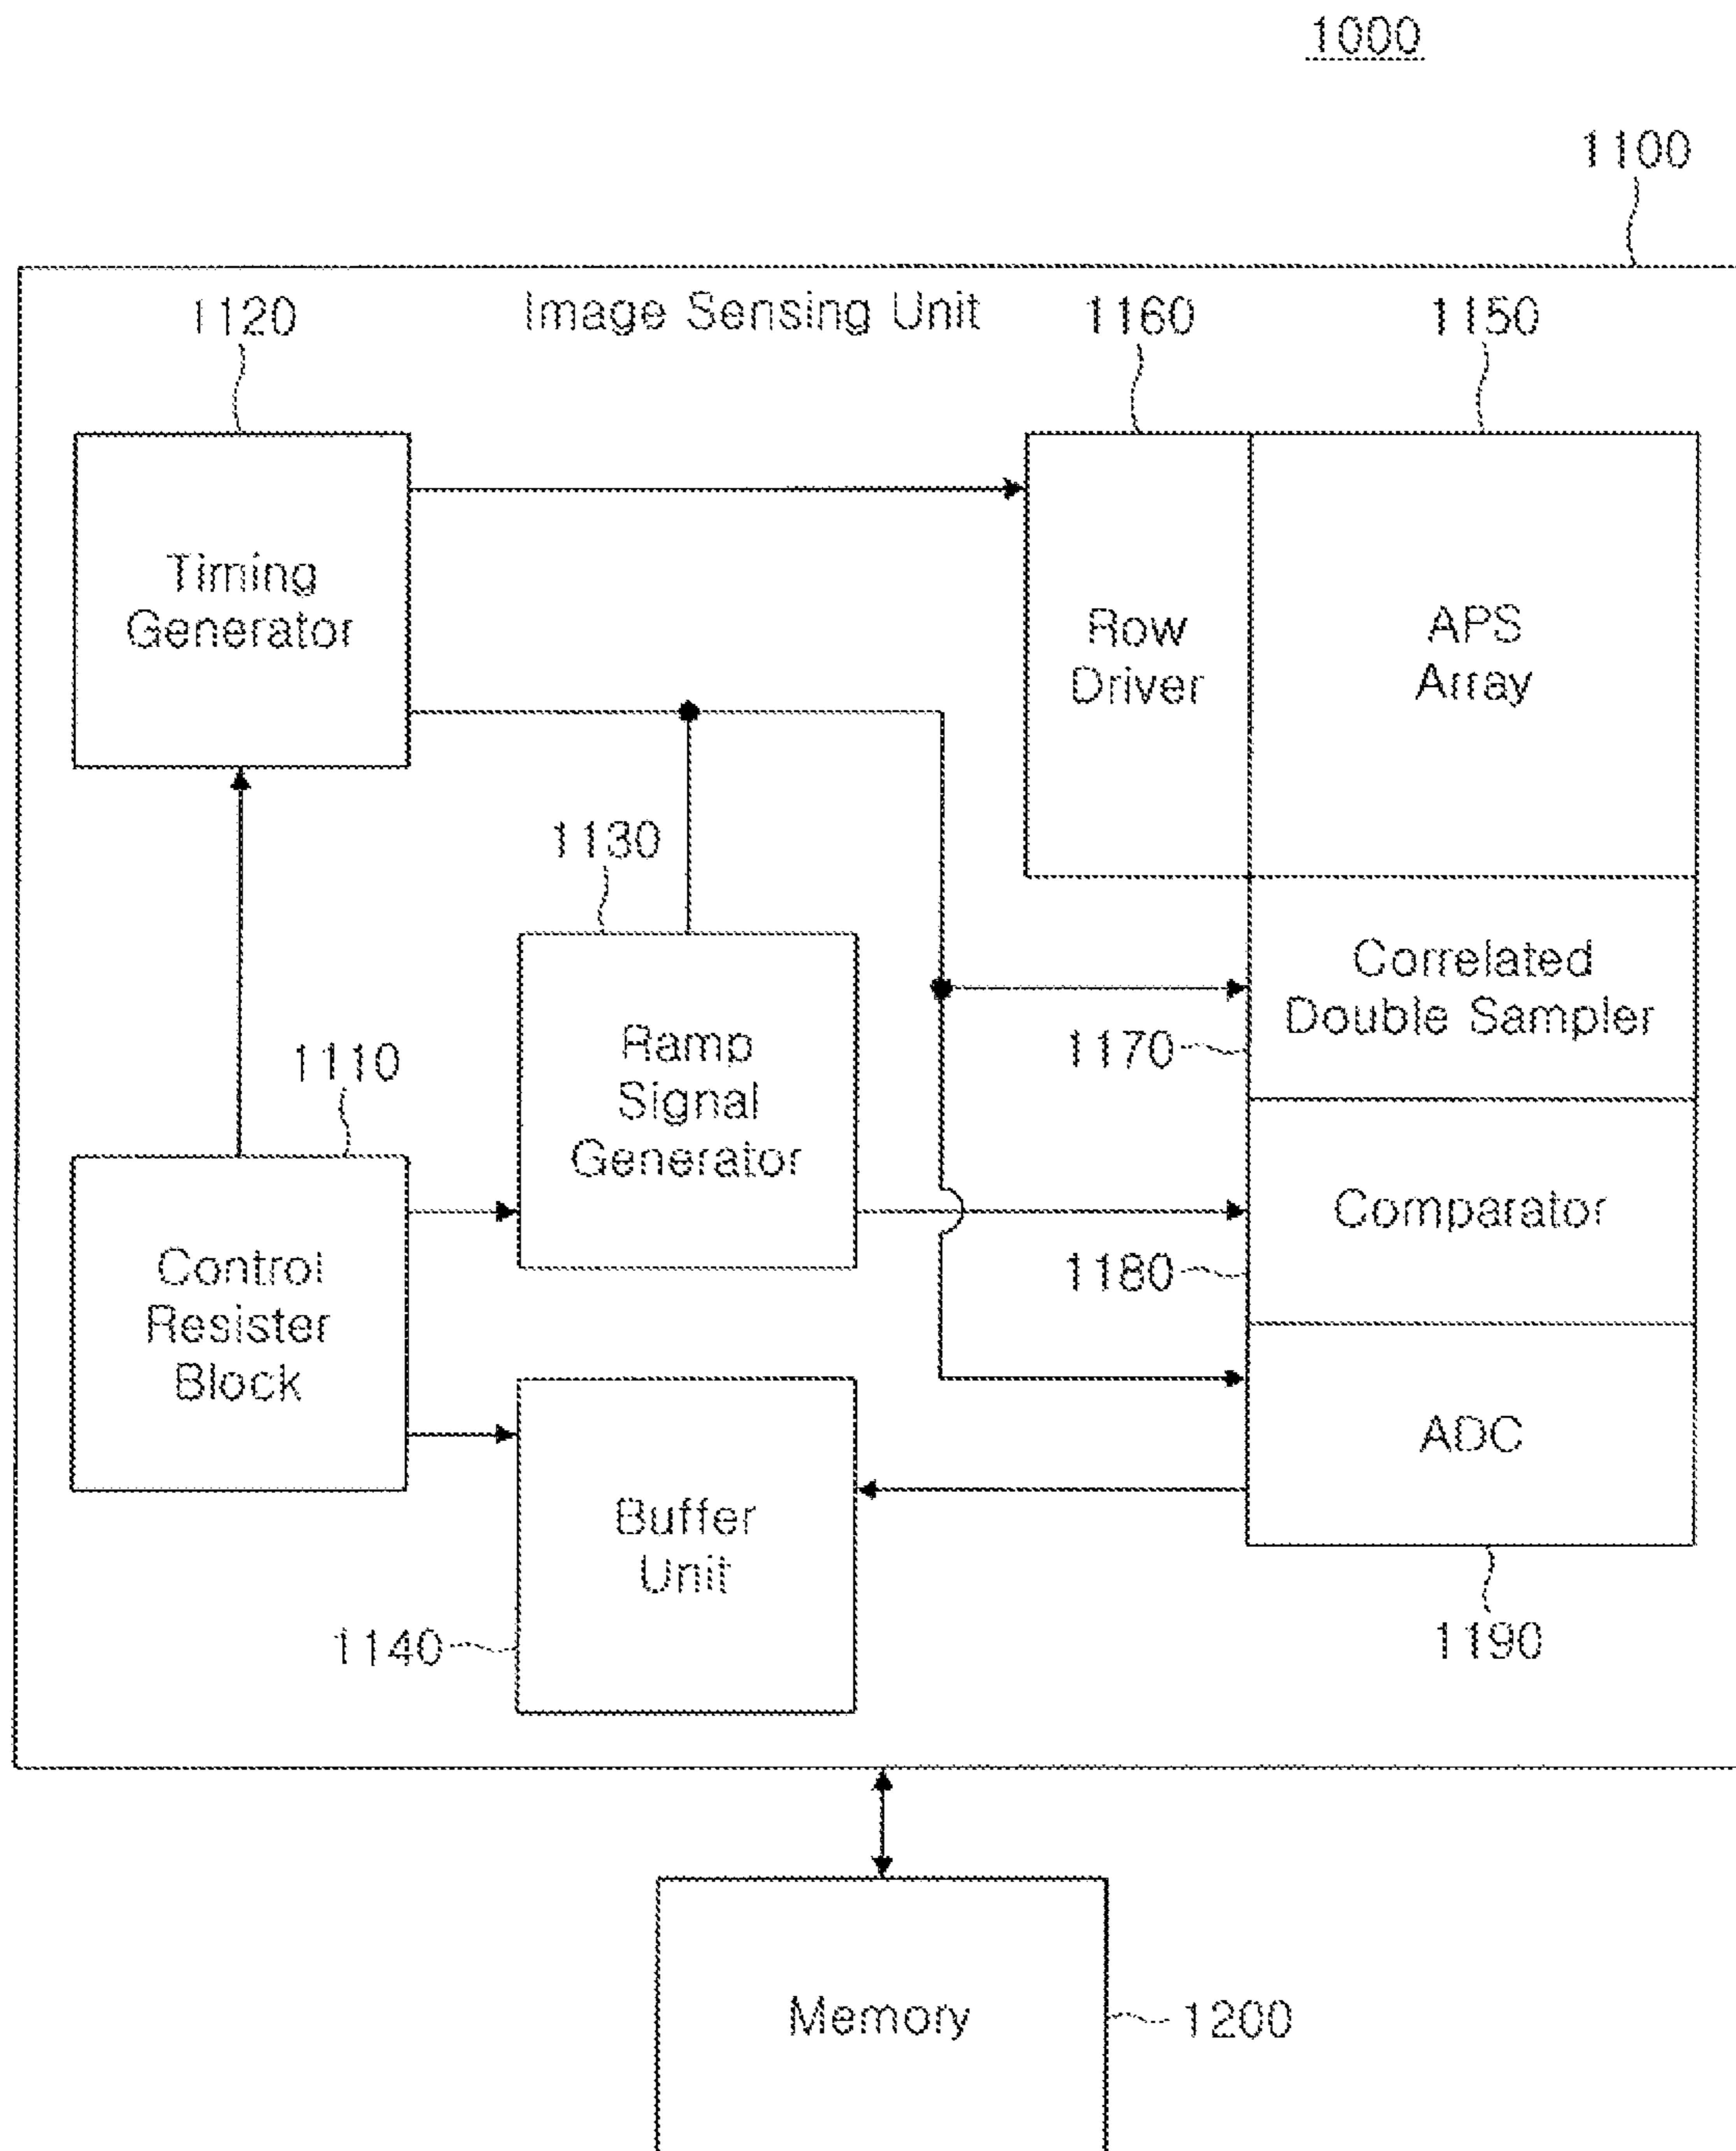 1000
1100
Image Sensing Unit
1120
1160
1150
Timing
Generator
Row
Driver
APS
Array
1130
Correlated
Double Sampler
1170
1110
Ramp
Signal
Generator
Comparator
1180
Control
Resister
Block
ADC
Buffer
Unit
1140
1190
Memory
1200